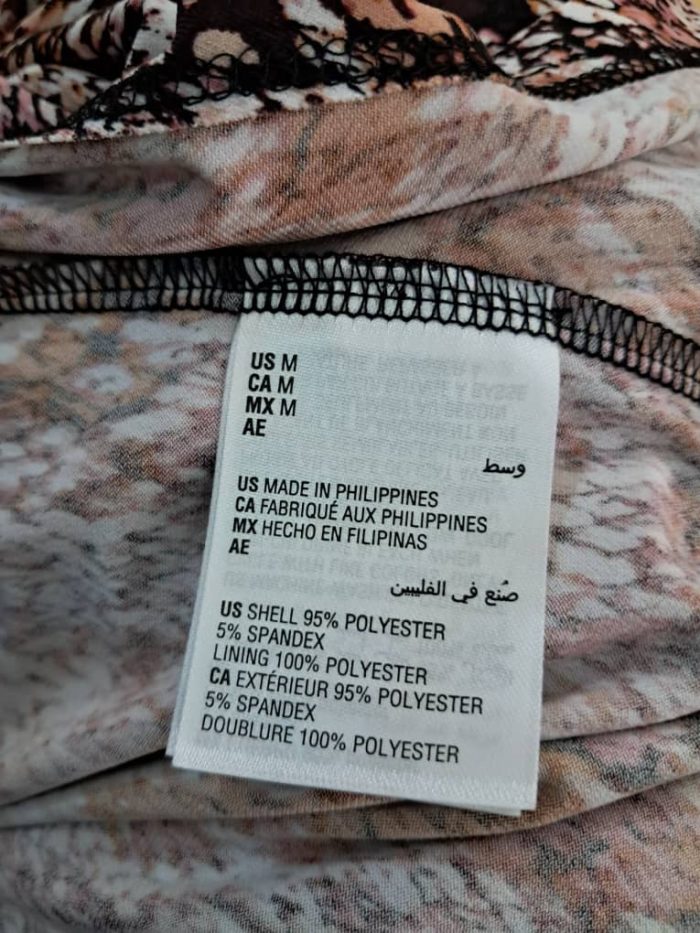 US M
CA M
MX M
AE
وسط
US MADE IN PHILIPPINES
CA FABRIQUÉ AUX PHILIPPINES
MX HECHO EN FILIPINAS
AE
صُنع في الفليبين
US SHELL 95% POLYESTER
5% SPANDEX
LINING 100% POLYESTER
CA EXTÉRIEUR 95% POLYESTER
5% SPANDEX
DOUBLURE 100% POLYESTER